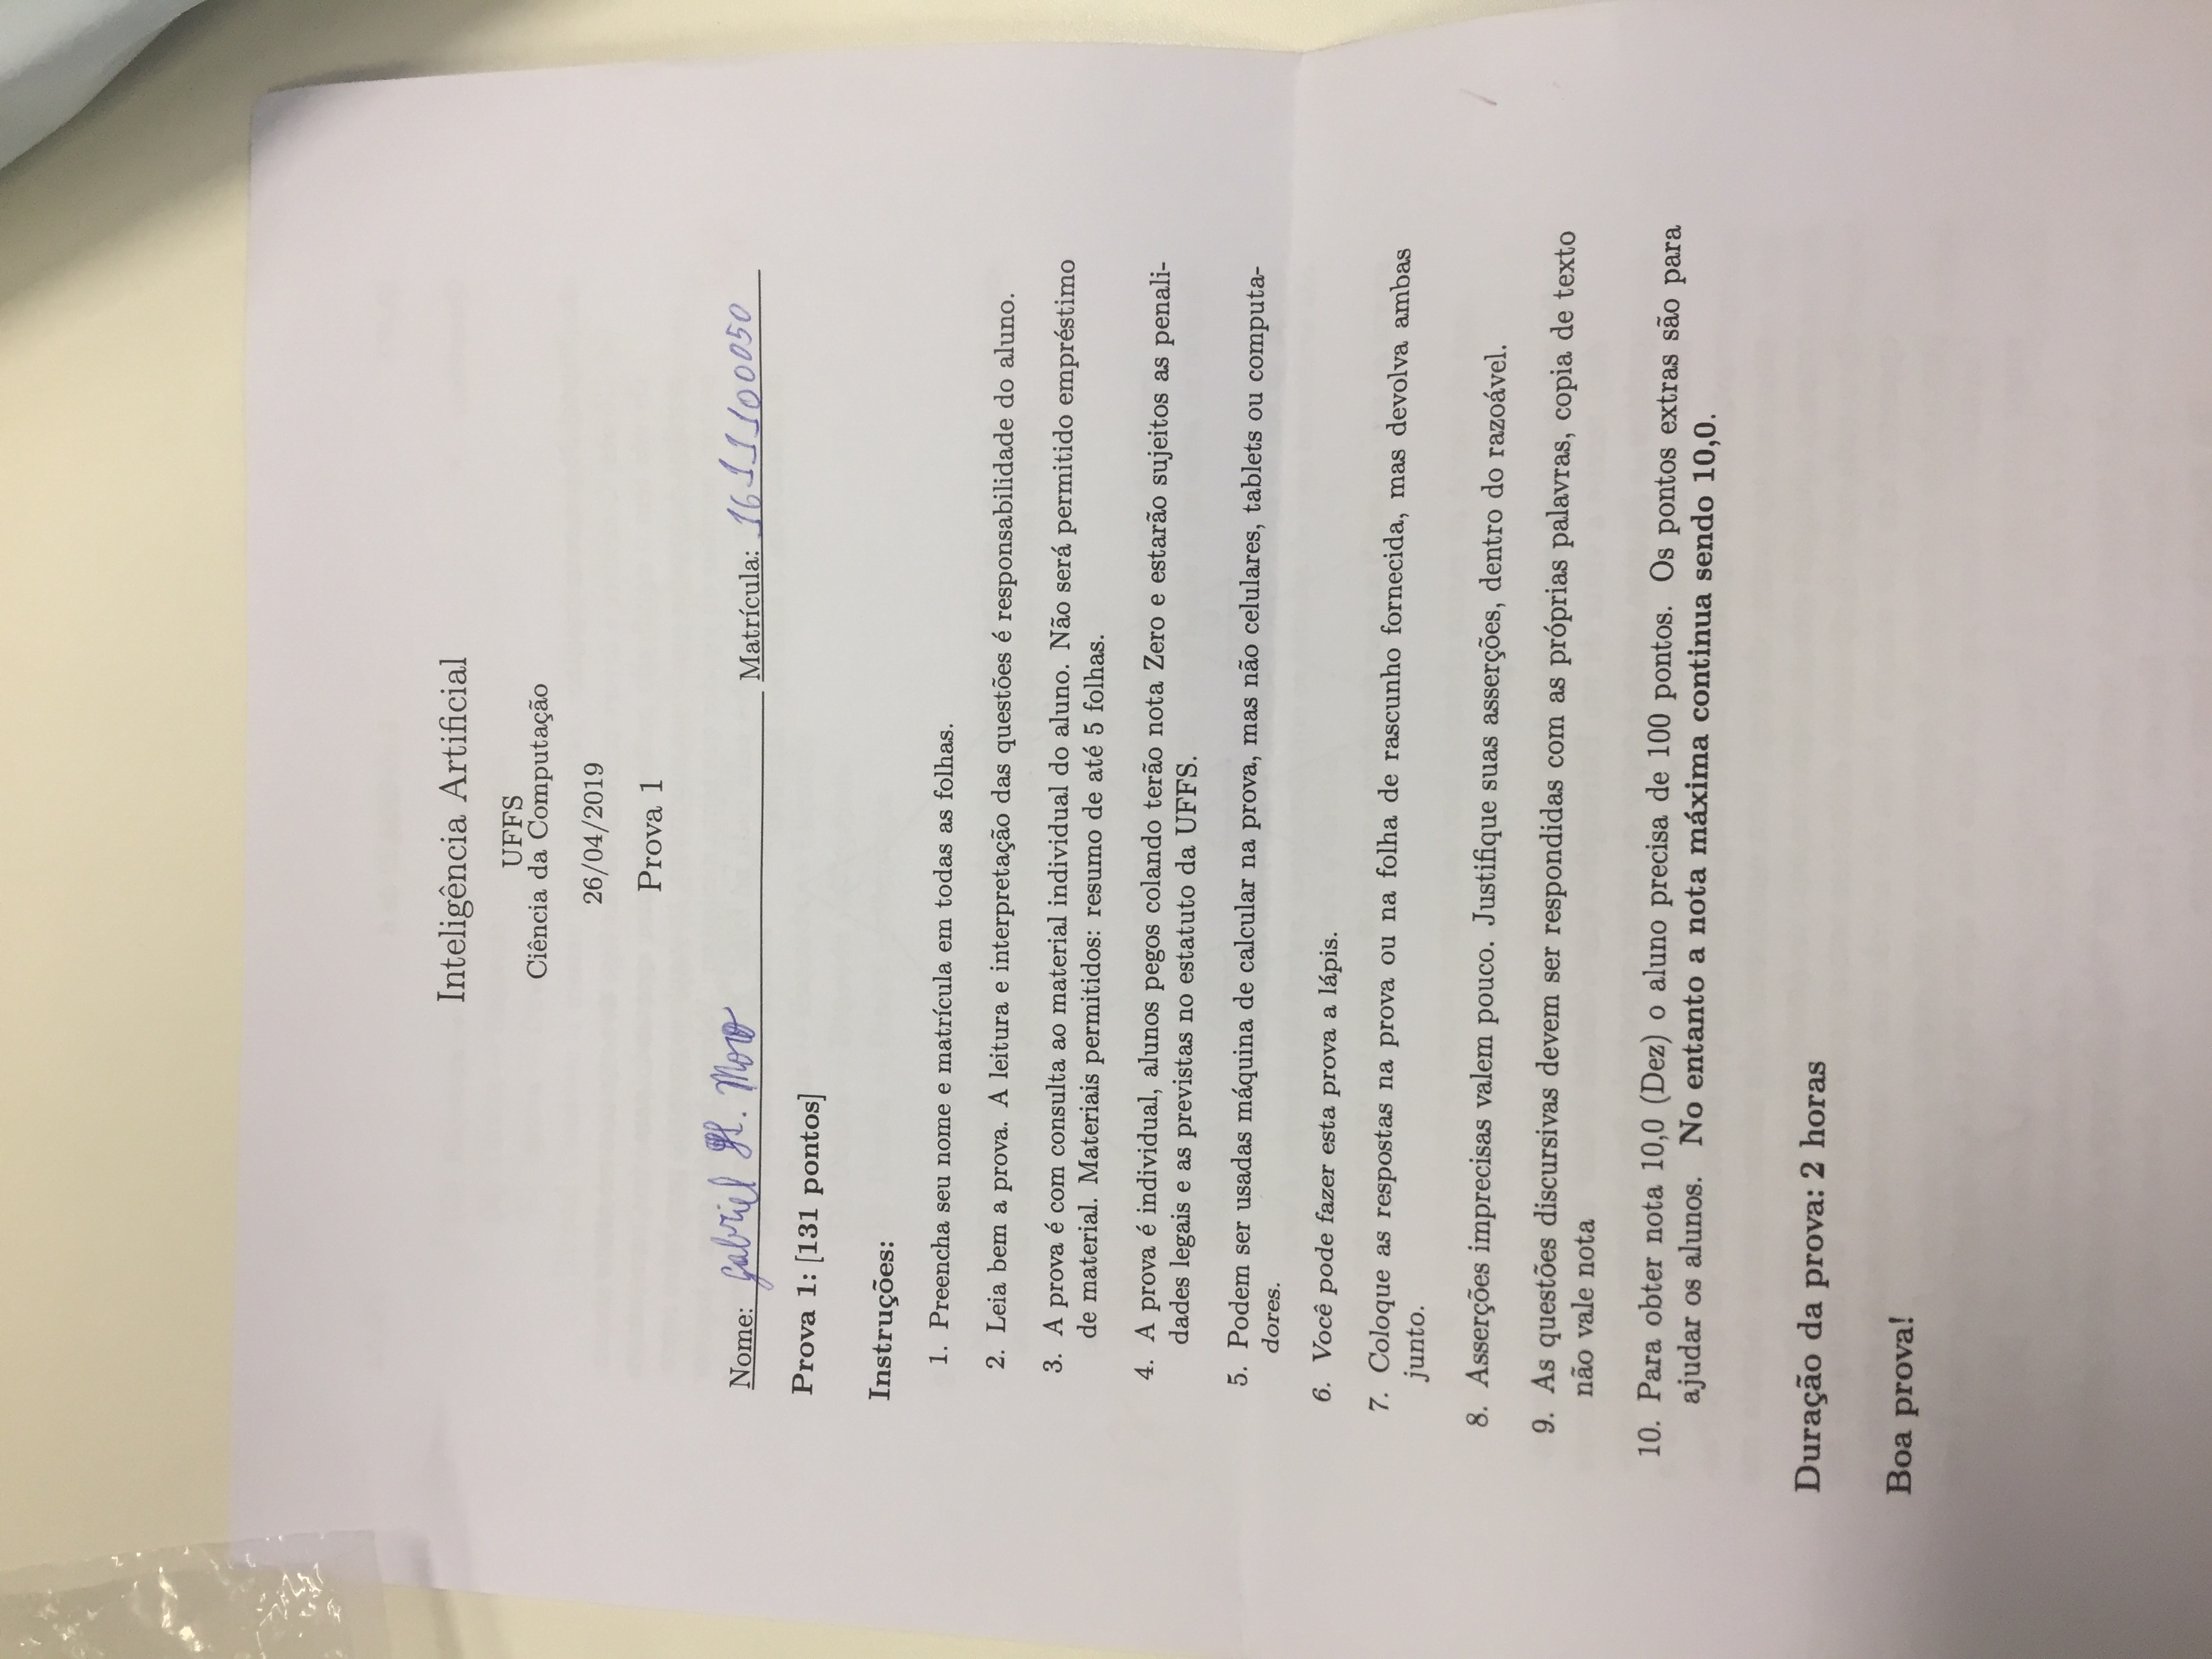 Inteligência Artificial
UFFS
Ciência da Computação
26/04/2019
Prova 1
Nome: Gabriel H. Moro Matrícula: 1611100050
Prova 1: [131 pontos]
Instruções:
1. Preencha seu nome e matrícula em todas as folhas.
2. Leia bem a prova. A leitura e interpretação das questões é responsabilidade do aluno.
3. A prova é com consulta ao material individual do aluno. Não será permitido empréstimo
de material. Materiais permitidos: resumo de até 5 folhas.
4. A prova é individual, alunos pegos colando terão nota Zero e estarão sujeitos as penali-
dades legais e as previstas no estatuto da UFFS.
5. Podem ser usadas máquina de calcular na prova, mas não celulares, tablets ou computa-
dores.
6. Você pode fazer esta prova a lápis.
7. Coloque as respostas na prova ou na folha de rascunho fornecida, mas devolva ambas
junto.
8. Asserções imprecisas valem pouco. Justifique suas asserções, dentro do razoável.
9. As questões discursivas devem ser respondidas com as próprias palavras, copia de texto
não vale nota
10. Para obter nota 10,0 (Dez) o aluno precisa de 100 pontos. Os pontos extras são para
ajudar os alunos. No entanto a nota máxima continua sendo 10,0.
Duração da prova: 2 horas
Boa prova!